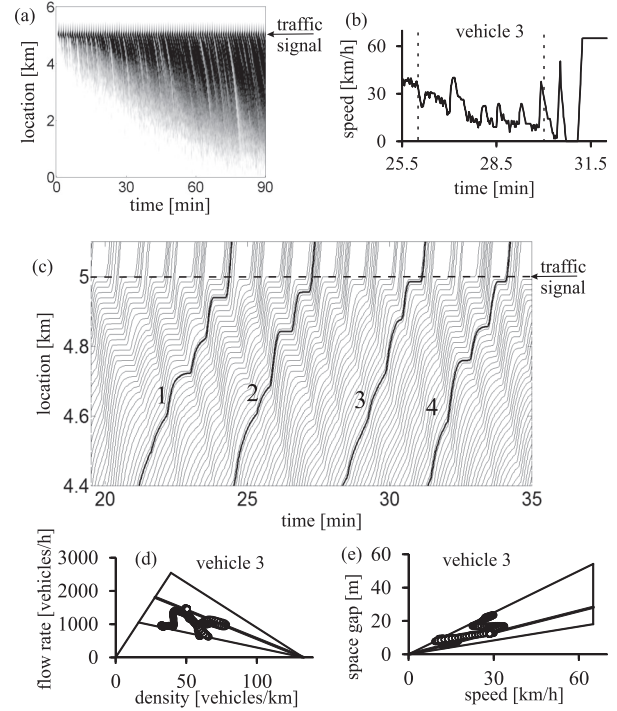 (a)
location [km]
6
4
2
0
0 30 60 90
time [min]
traffic
signal
(b)
vehicle 3
speed [km/h]
60
30
0
25.5 28.5 31.5
time [min]
(c)
location [km]
5
4.8
4.6
4.4
1 2 3 4
traffic
signal
20 25 30 35
time [min]
(d)
vehicle 3
flow rate [vehicles/h]
3000
2000
1000
0
0 50 100
density [vehicles/km]
(e)
vehicle 3
space gap [m]
60
40
20
0
0 30 60
speed [km/h]